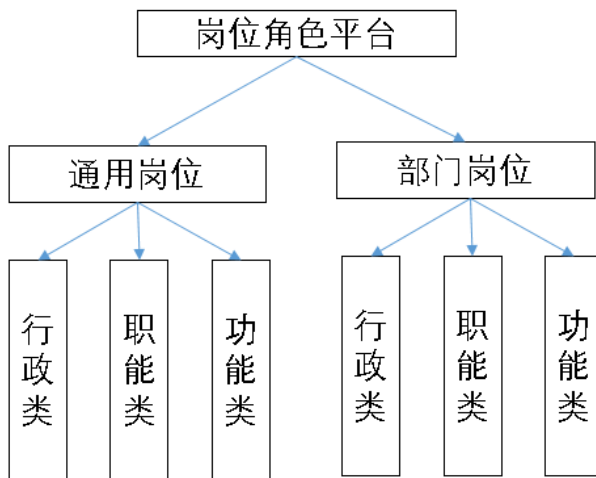 岗位角色平台
通用岗位
部门岗位
行政类
职能类
功能类
行政类
职能类
功能类